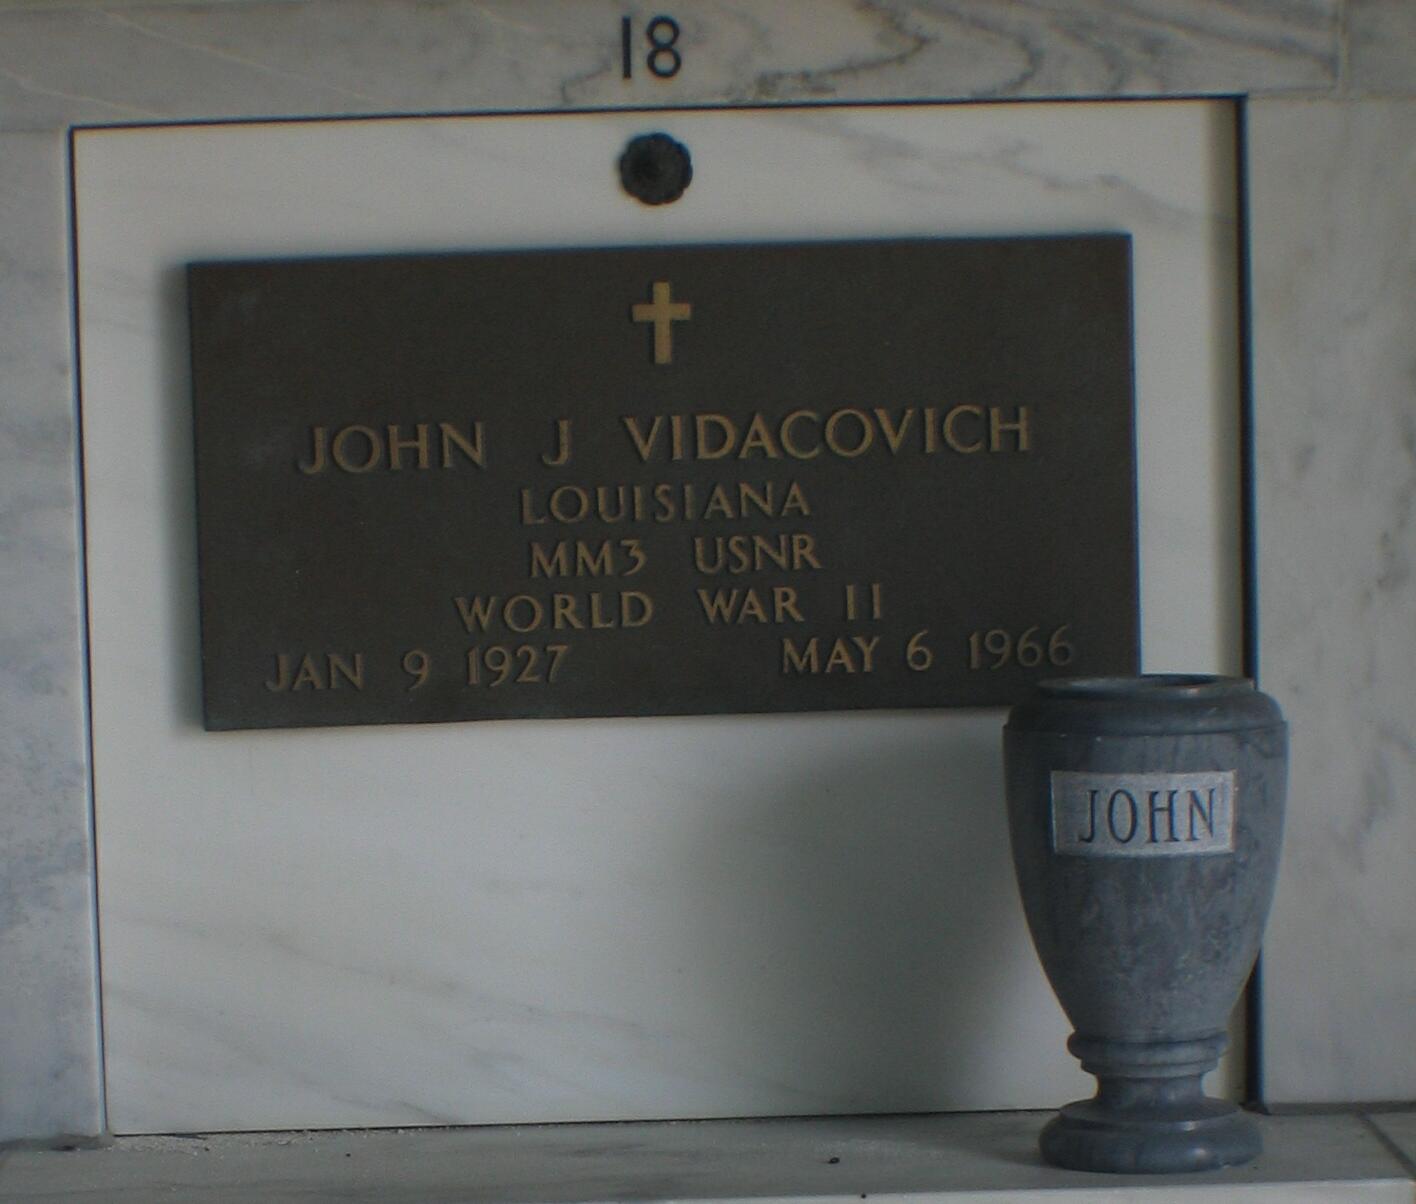 18
JOHN J VIDACOVICH
LOUISIANA
MM3 USNR
WORLD WAR II
JAN 9 1927 MAY 6 1966
JOHN